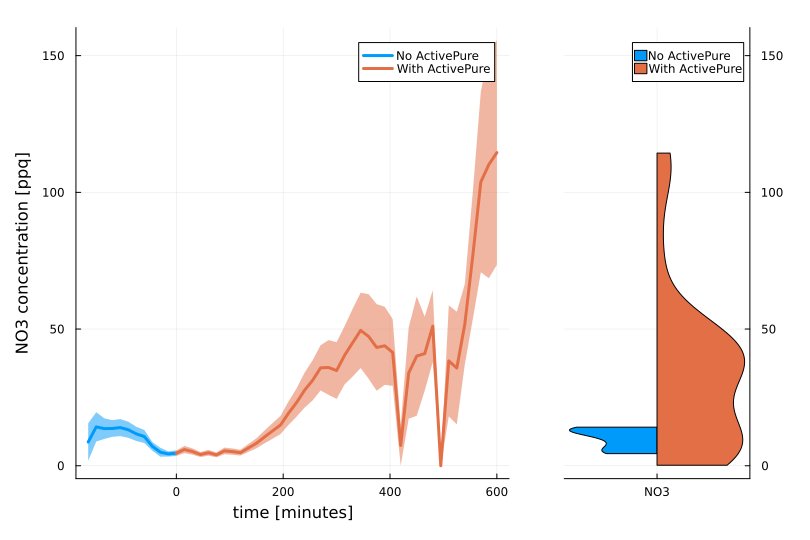 NO3 concentration [ppq]
150
100
50
0
0
200
400
600
time [minutes]
No ActivePure
With ActivePure
No ActivePure
With ActivePure
150
100
50
0
NO3